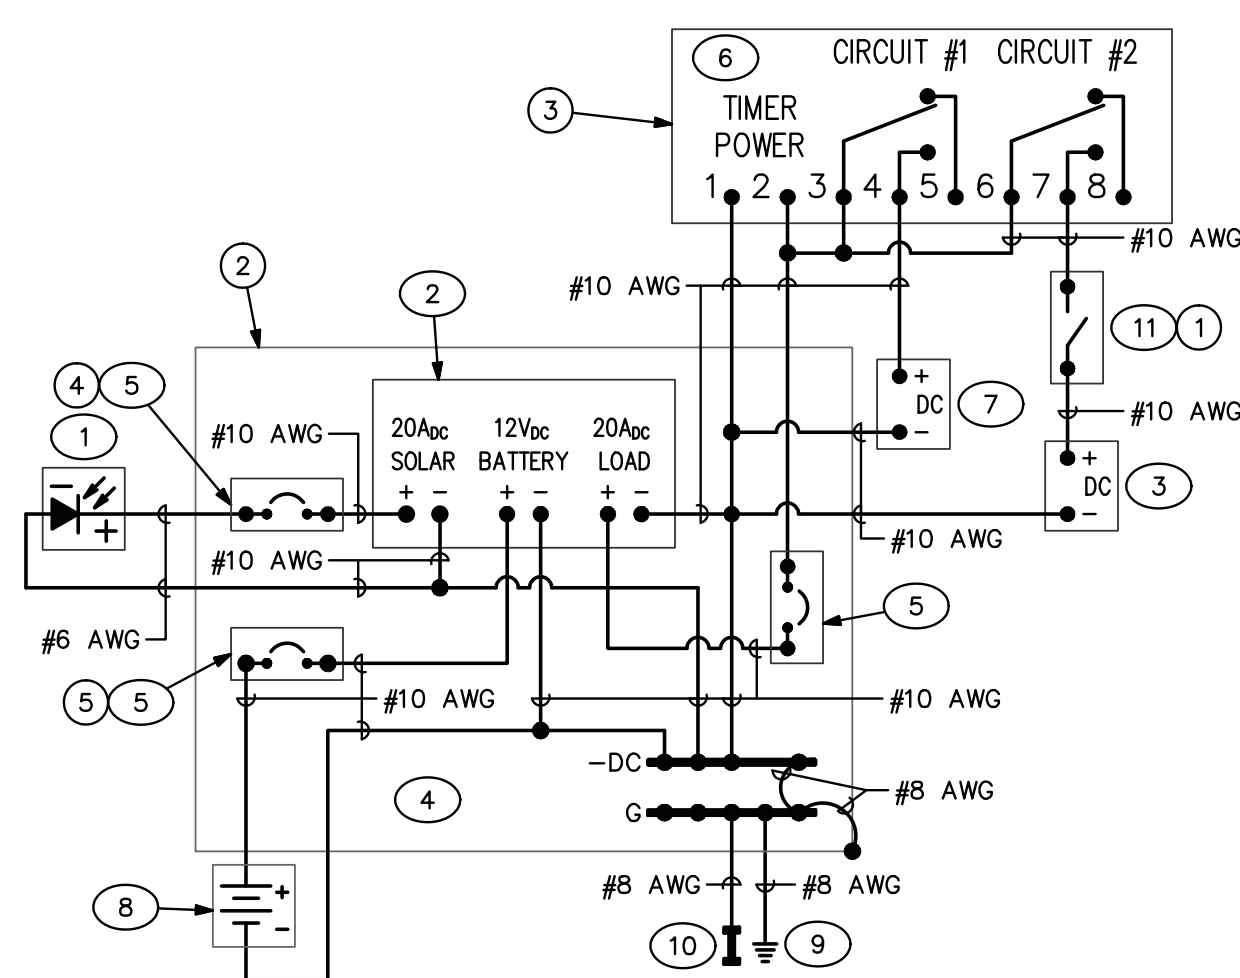 6
CIRCUIT #1
CIRCUIT #2
3
TIMER
POWER
1 2 3 4 5 6 7 8
#10 AWG
2
2
#10 AWG
11 1
4 5
1
#10 AWG
20ADC
SOLAR
12VDC
BATTERY
20ADC
LOAD
+ − + − + −
+
DC
−
7
#10 AWG
+
DC
−
3
−
+
#10 AWG
#10 AWG
#6 AWG
5
5 5
#10 AWG
#10 AWG
−DC
#8 AWG
4
G
#8 AWG
#8 AWG
8
+
−
10
9